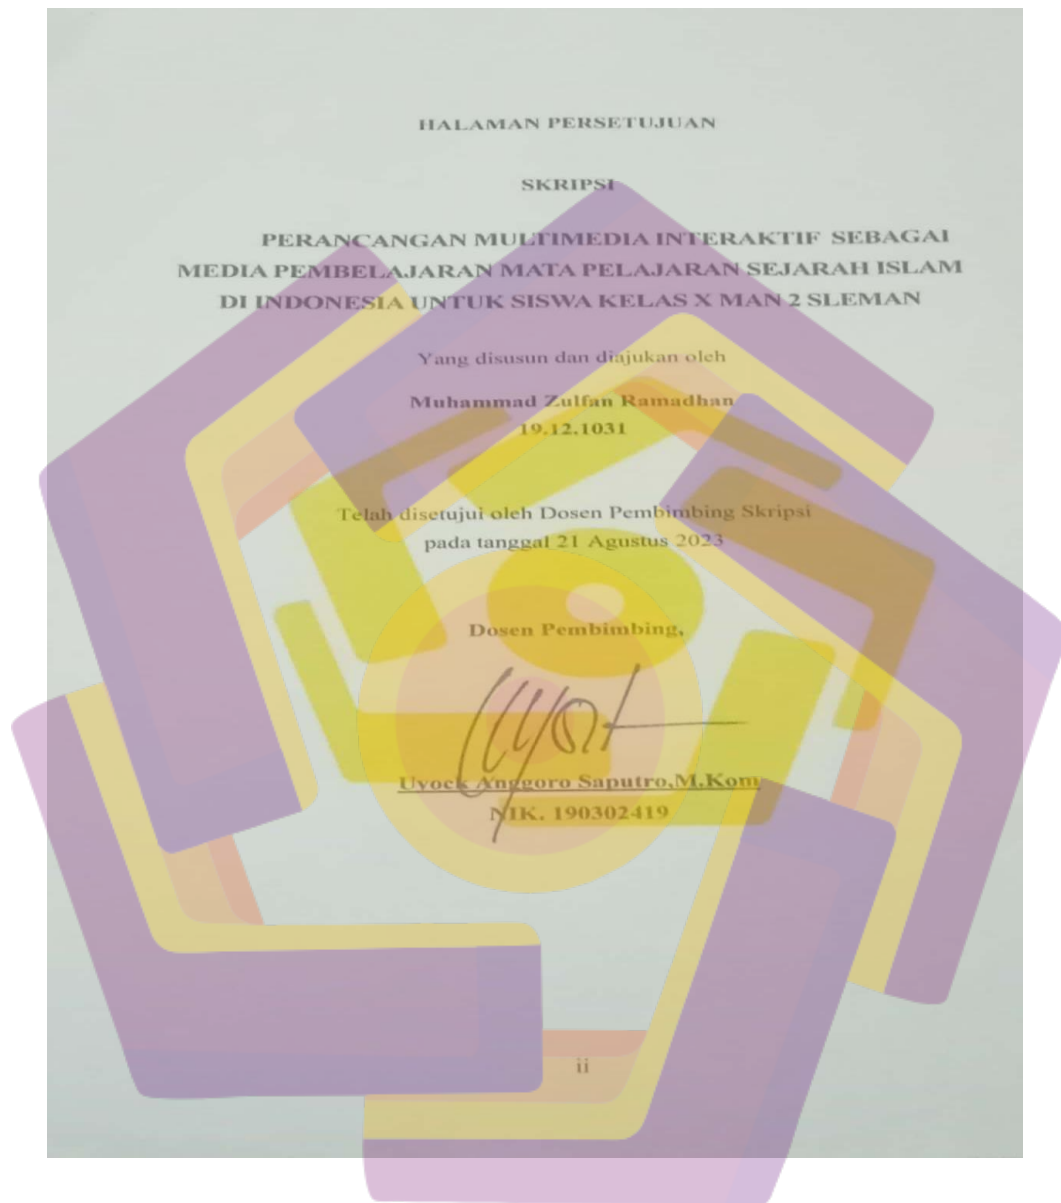 HALAMAN PERSETUJUAN
SKRIPSI
PERANCANGAN MULTIMEDIA INTERAKTIF SEBAGAI
MEDIA PEMBELAJARAN MATA PELAJARAN SEJARAH ISLAM
DI INDONESIA UNTUK SISWA KELAS X MAN 2 SLEMAN
Yang disusun dan diajukan oleh
Muhammad Zulfan Ramadhan
19.12.1031
Telah disetujui oleh Dosen Pembimbing Skripsi
pada tanggal 21 Agustus 2023
Dosen Pembimbing,
Uyock Anggoro Saputro,M.Kom
NIK. 190302419
ii